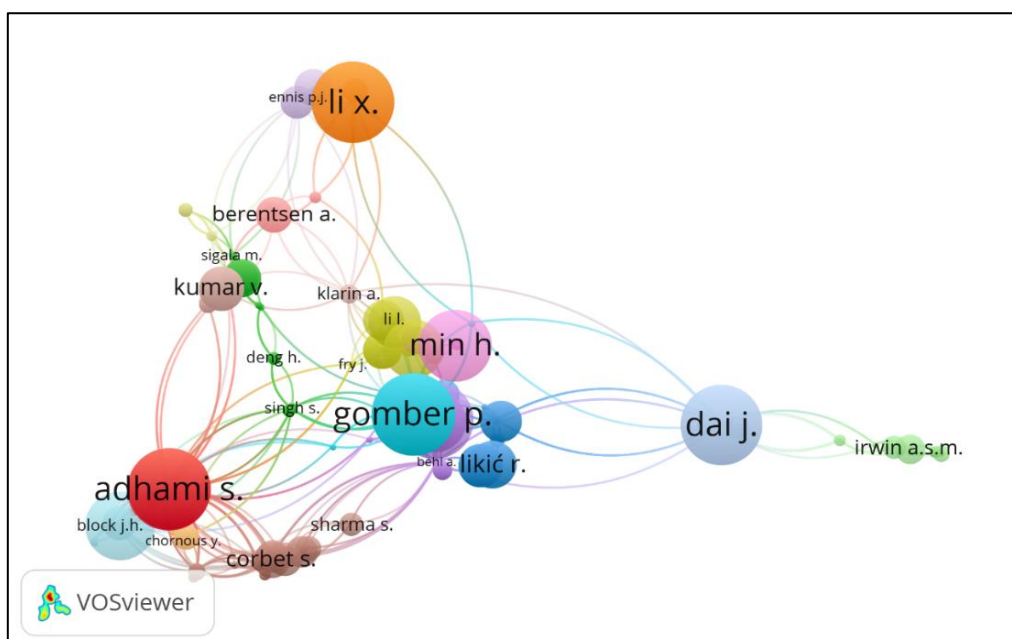 ennis p.j.
li x.
berentsen a.
sigala m.
kumar v.
klarin a.
li l.
min h.
deng h.
fry j.
singh s.
gomber p.
dai j.
irwin a.s.m.
behl a.
likić r.
adhami s.
block j.h.
sharma s.
chornous y.
corbet s.
VOSviewer